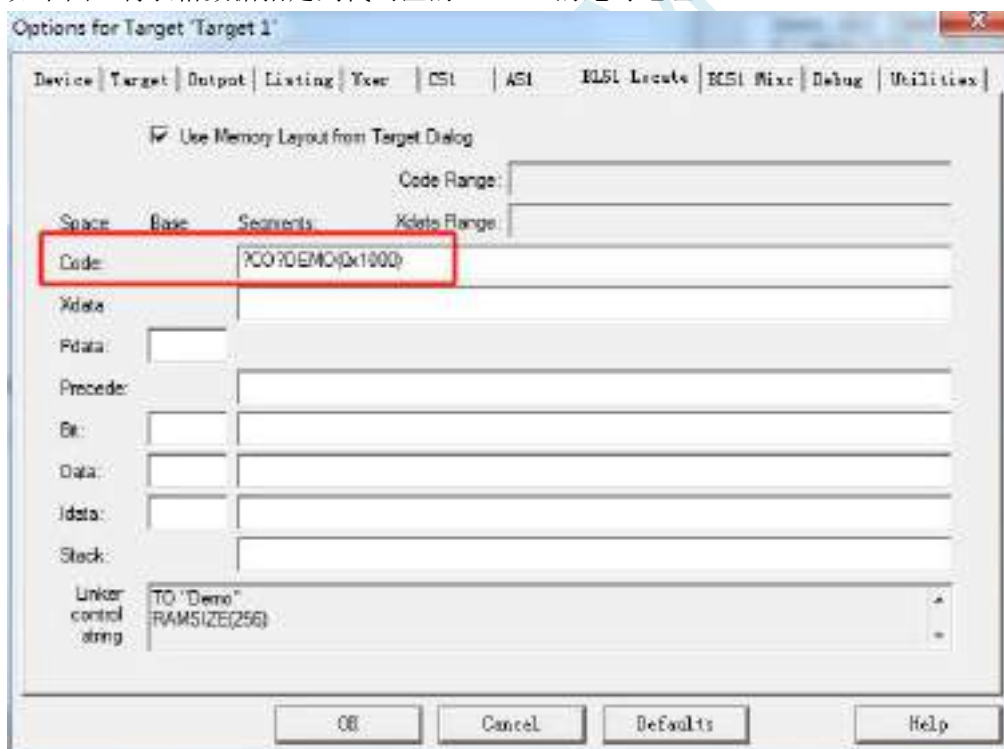 Options for Target 'Target 1'
Device | Target | Output | Listing | User | C51 | A51 BL51 Locate | BL51 Misc | Debug | Utilities |
Use Memory Layout from Target Dialog
Code Range:
Space Base Segments: Xdata Range:
Code: ?CO?DEMO(0x1000)
Xdata:
Pdata:
Precede:
Bit:
Data:
Idata:
Stack:
Linker control string
TO "Demo"
RAMSIZE(256)
OK Cancel Defaults Help